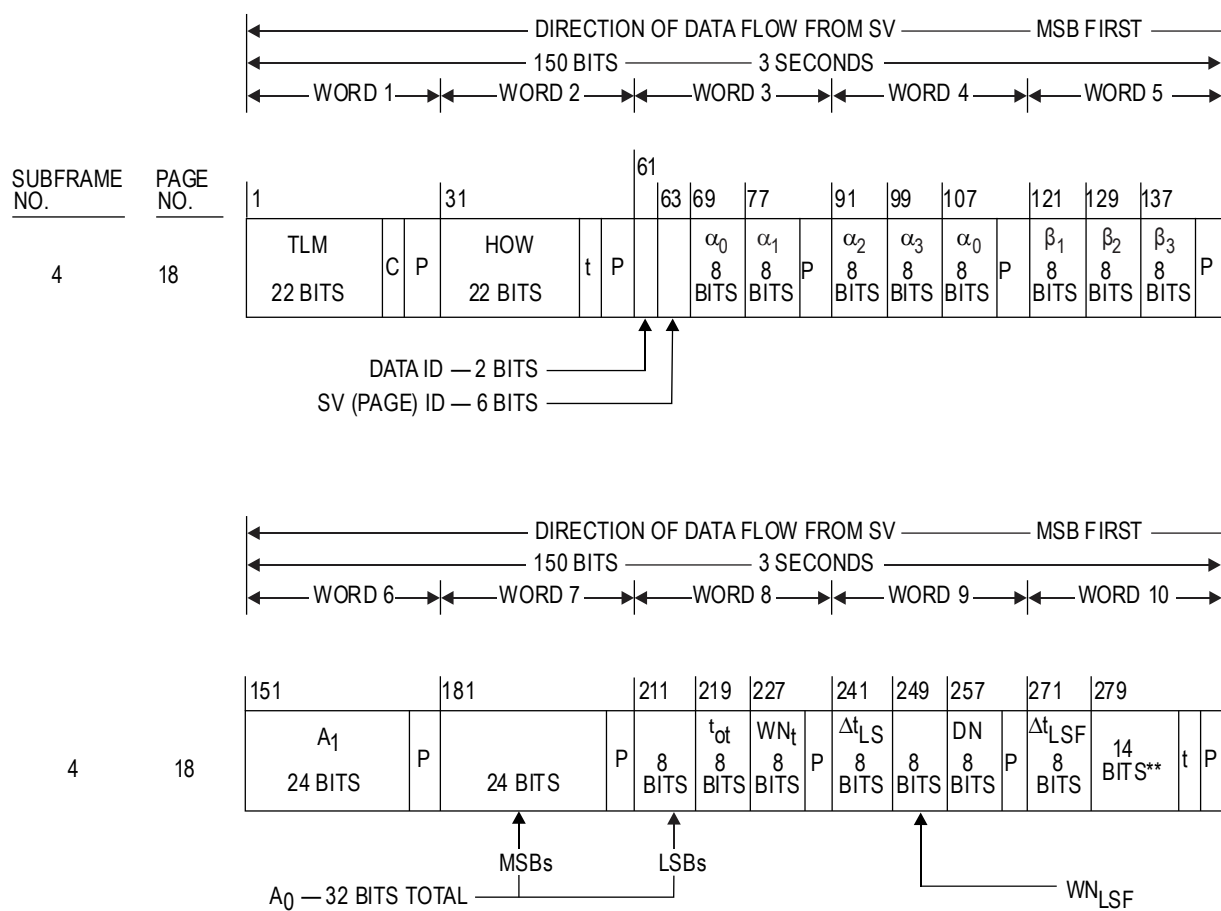 DIRECTION OF DATA FLOW FROM SV MSB FIRST
150 BITS 3 SECONDS
WORD 1 WORD 2 WORD 3 WORD 4 WORD 5
SUBFRAME NO. PAGE NO.
1 31 61 63 69 77 91 99 107 121 129 137
4 18
TLM 22 BITS C P HOW 22 BITS t P α0 8 BITS α1 8 BITS P α2 8 BITS α3 8 BITS α0 8 BITS P β1 8 BITS β2 8 BITS β3 8 BITS P
DATA ID — 2 BITS
SV (PAGE) ID — 6 BITS
DIRECTION OF DATA FLOW FROM SV MSB FIRST
150 BITS 3 SECONDS
WORD 6 WORD 7 WORD 8 WORD 9 WORD 10
151 181 211 219 227 241 249 257 271 279
4 18
A1 24 BITS P 24 BITS P 8 BITS tot 8 BITS WNt 8 BITS P ΔtLS 8 BITS 8 BITS DN 8 BITS P ΔtLSF 8 BITS 14 BITS** t P
MSBs LSBs
A0 — 32 BITS TOTAL WNLSF